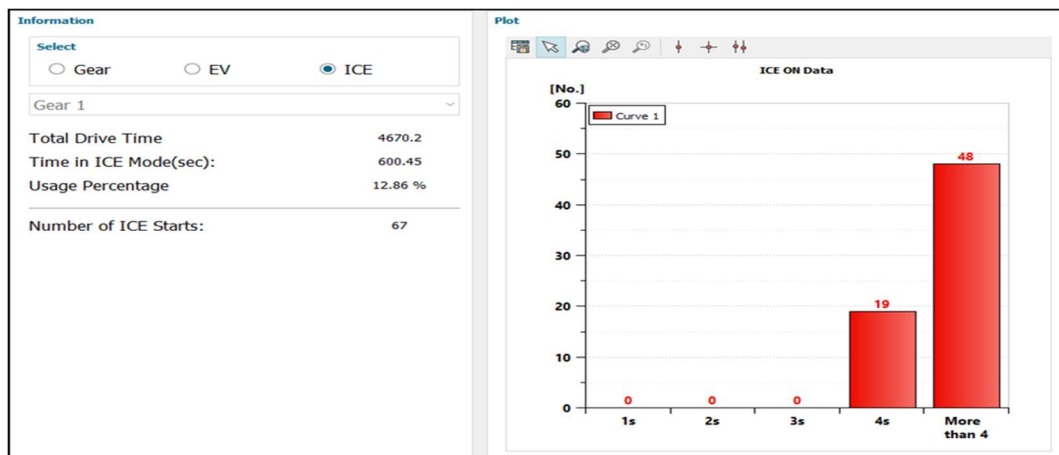 Information
Select
Gear EV ICE
Gear 1
Total Drive Time 4670.2
Time in ICE Mode(sec): 600.45
Usage Percentage 12.86 %
Number of ICE Starts: 67
Plot
ICE ON Data
[No.]
Curve 1
60
50
40
30
20
10
0
0 0 0 19 48
1s 2s 3s 4s More
than 4